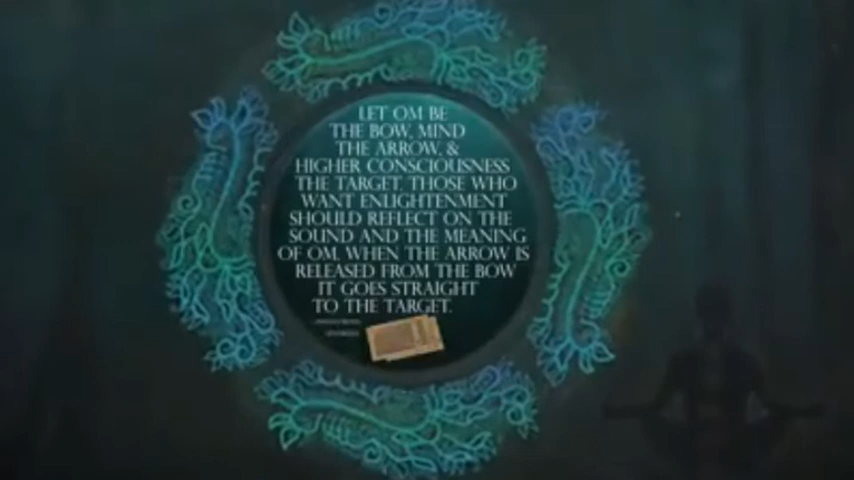 LET OM BE
THE BOW, MIND
THE ARROW, &
HIGHER CONSCIOUSNESS
THE TARGET. THOSE WHO
WANT ENLIGHTENMENT
SHOULD REFLECT ON THE
SOUND AND THE MEANING
OF OM. WHEN THE ARROW IS
RELEASED FROM THE BOW
IT GOES STRAIGHT
TO THE TARGET.